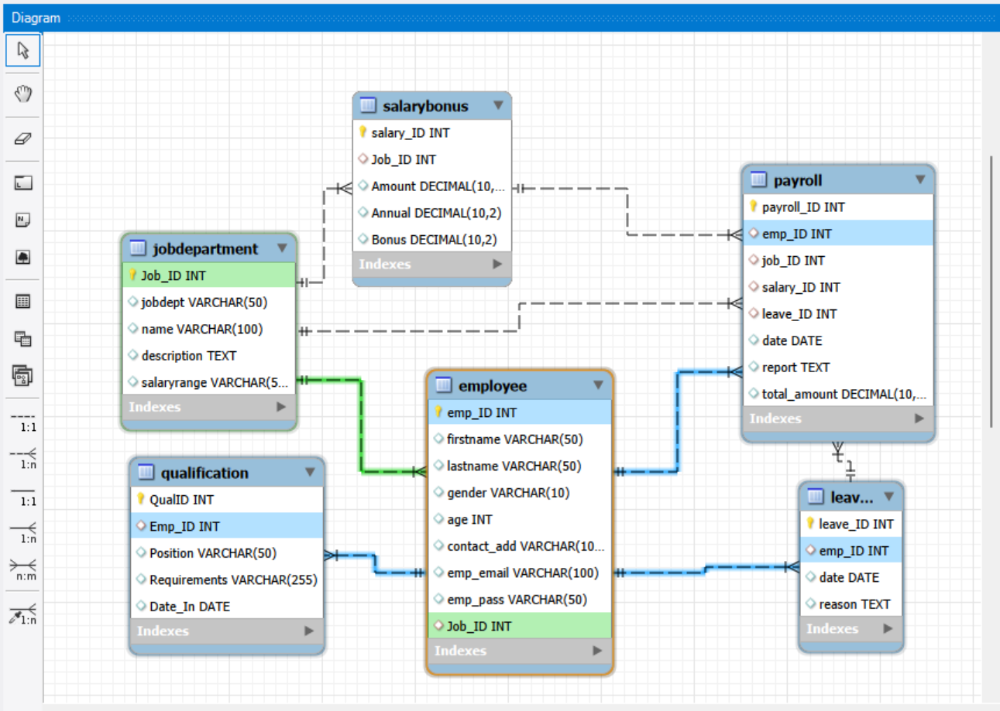 Diagram
1:1
1:n
1:1
1:n
n:m
1:n
salarybonus
salary_ID INT
Job_ID INT
Amount DECIMAL(10,...
Annual DECIMAL(10,2)
Bonus DECIMAL(10,2)
Indexes
payroll
payroll_ID INT
emp_ID INT
job_ID INT
salary_ID INT
leave_ID INT
date DATE
report TEXT
total_amount DECIMAL(10,...
Indexes
jobdepartment
Job_ID INT
jobdept VARCHAR(50)
name VARCHAR(100)
description TEXT
salaryrange VARCHAR(5...
Indexes
employee
emp_ID INT
firstname VARCHAR(50)
lastname VARCHAR(50)
gender VARCHAR(10)
age INT
contact_add VARCHAR(10...
emp_email VARCHAR(100)
emp_pass VARCHAR(50)
Job_ID INT
Indexes
qualification
QualID INT
Emp_ID INT
Position VARCHAR(50)
Requirements VARCHAR(255)
Date_In DATE
Indexes
leav...
leave_ID INT
emp_ID INT
date DATE
reason TEXT
Indexes